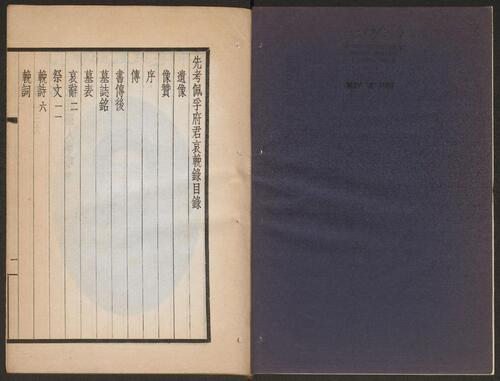 先考佩孚府君哀輓錄目錄
遺像
像贊
序
傳
書傳後
墓誌銘
墓表
哀辭二
祭文一一
輓詩六
輓詞
一